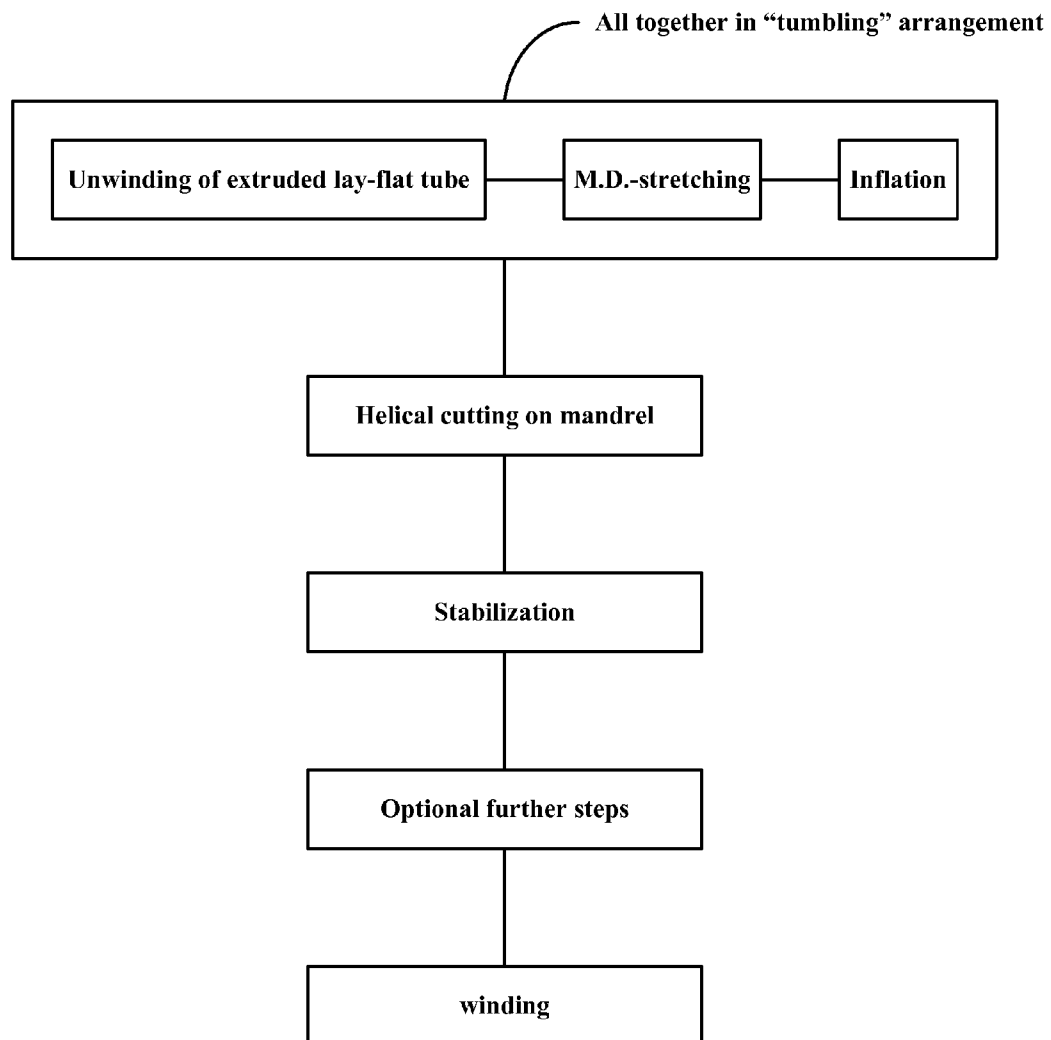 All together in “tumbling” arrangement
Unwinding of extruded lay-flat tube
M.D.-stretching
Inflation
Helical cutting on mandrel
Stabilization
Optional further steps
winding